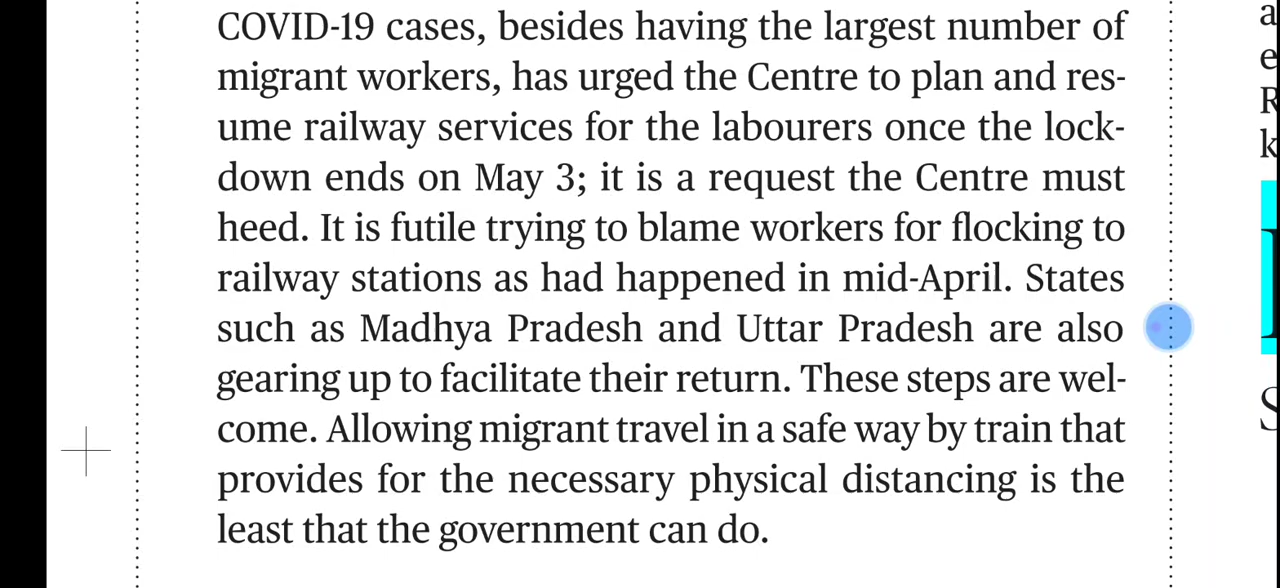 COVID-19 cases, besides having the largest number of
migrant workers, has urged the Centre to plan and res-
ume railway services for the labourers once the lock-
down ends on May 3; it is a request the Centre must
heed. It is futile trying to blame workers for flocking to
railway stations as had happened in mid-April. States
such as Madhya Pradesh and Uttar Pradesh are also
gearing up to facilitate their return. These steps are wel-
come. Allowing migrant travel in a safe way by train that
provides for the necessary physical distancing is the
least that the government can do.